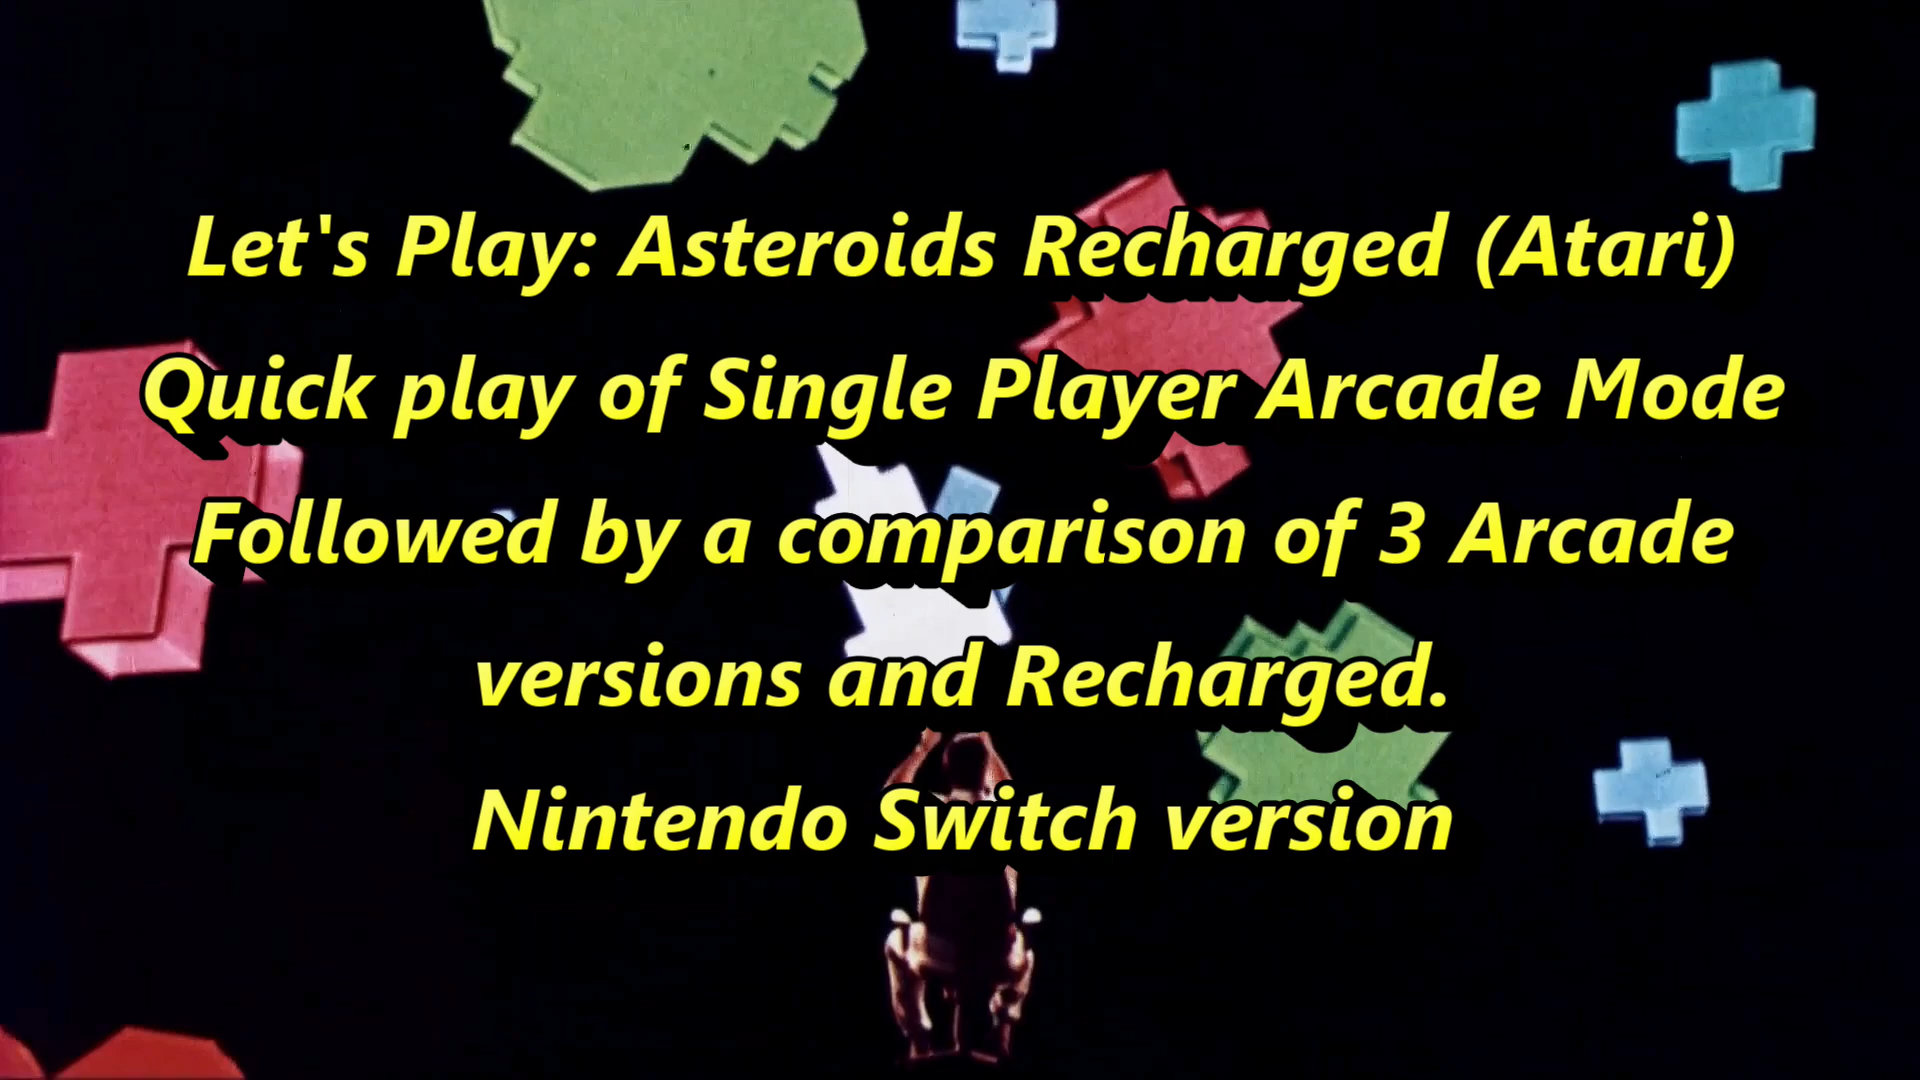 Let's Play: Asteroids Recharged (Atari)
Quick play of Single Player Arcade Mode
Followed by a comparison of 3 Arcade
versions and Recharged.
Nintendo Switch version